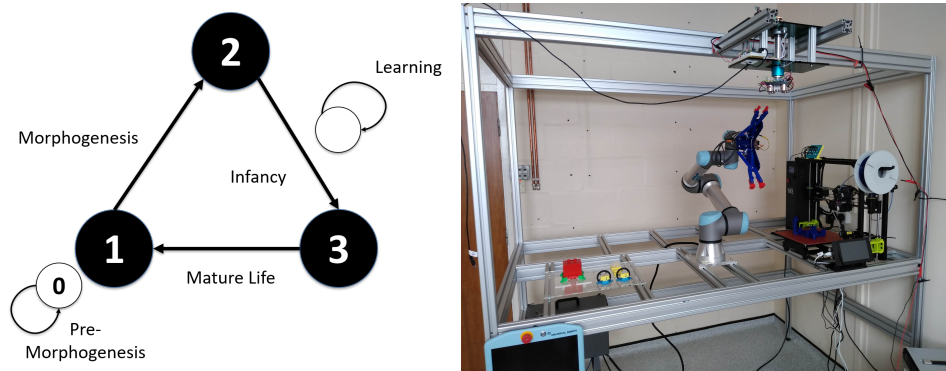 2
Learning
Morphogenesis
Infancy
1
3
Mature Life
0
Pre-
Morphogenesis